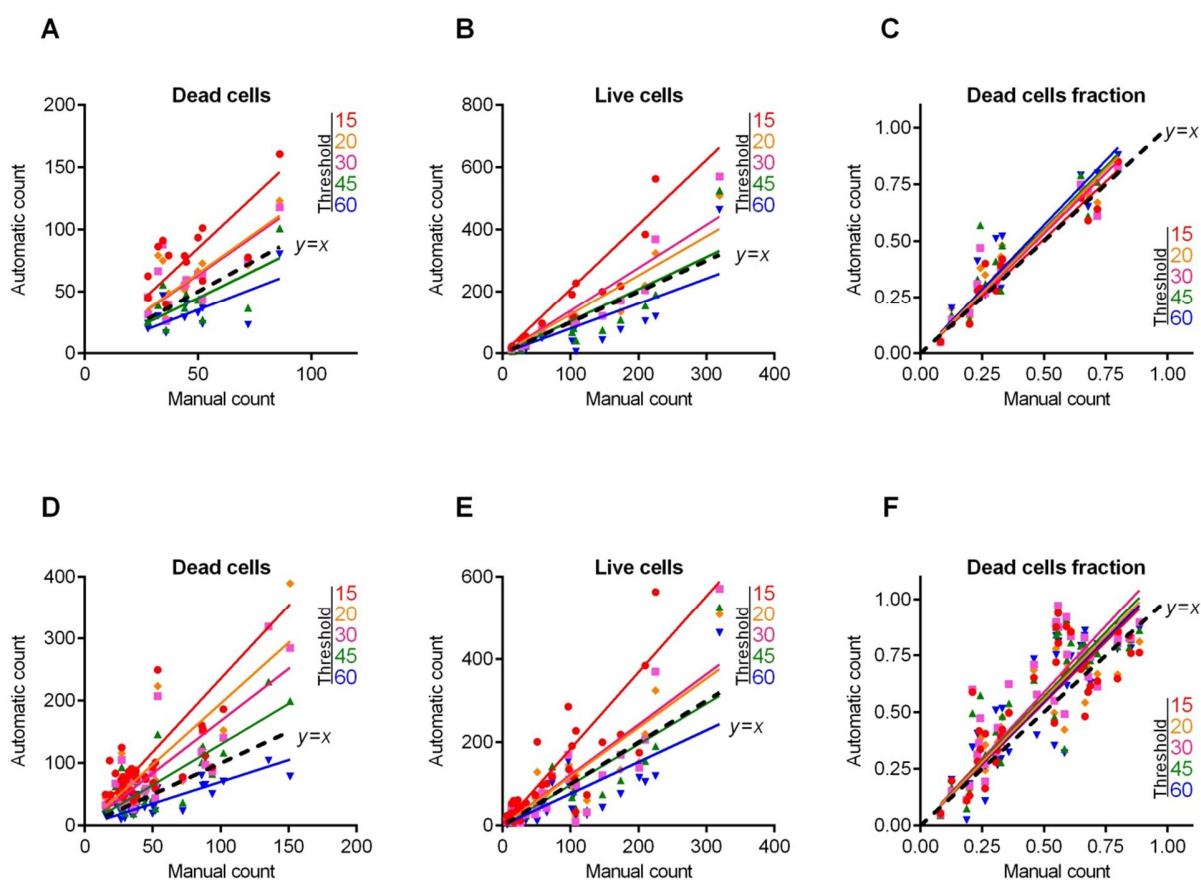 A
B
C
Dead cells
Live cells
Dead cells fraction
200
150
100
50
0
Automatic count
0
50
100
Manual count
Threshold
15
20
30
45
60
y=x
800
600
400
200
0
Automatic count
0
100
200
300
400
Manual count
Threshold
15
20
30
45
60
y=x
1.00
0.75
0.50
0.25
0.00
Automatic count
0.00
0.25
0.50
0.75
1.00
Manual count
Threshold
15
20
30
45
60
y=x
D
E
F
Dead cells
Live cells
Dead cells fraction
400
300
200
100
0
Automatic count
0
50
100
150
200
Manual count
Threshold
15
20
30
45
60
y=x
600
400
200
0
Automatic count
0
100
200
300
400
Manual count
Threshold
15
20
30
45
60
y=x
1.00
0.75
0.50
0.25
0.00
Automatic count
0.00
0.25
0.50
0.75
1.00
Manual count
Threshold
15
20
30
45
60
y=x